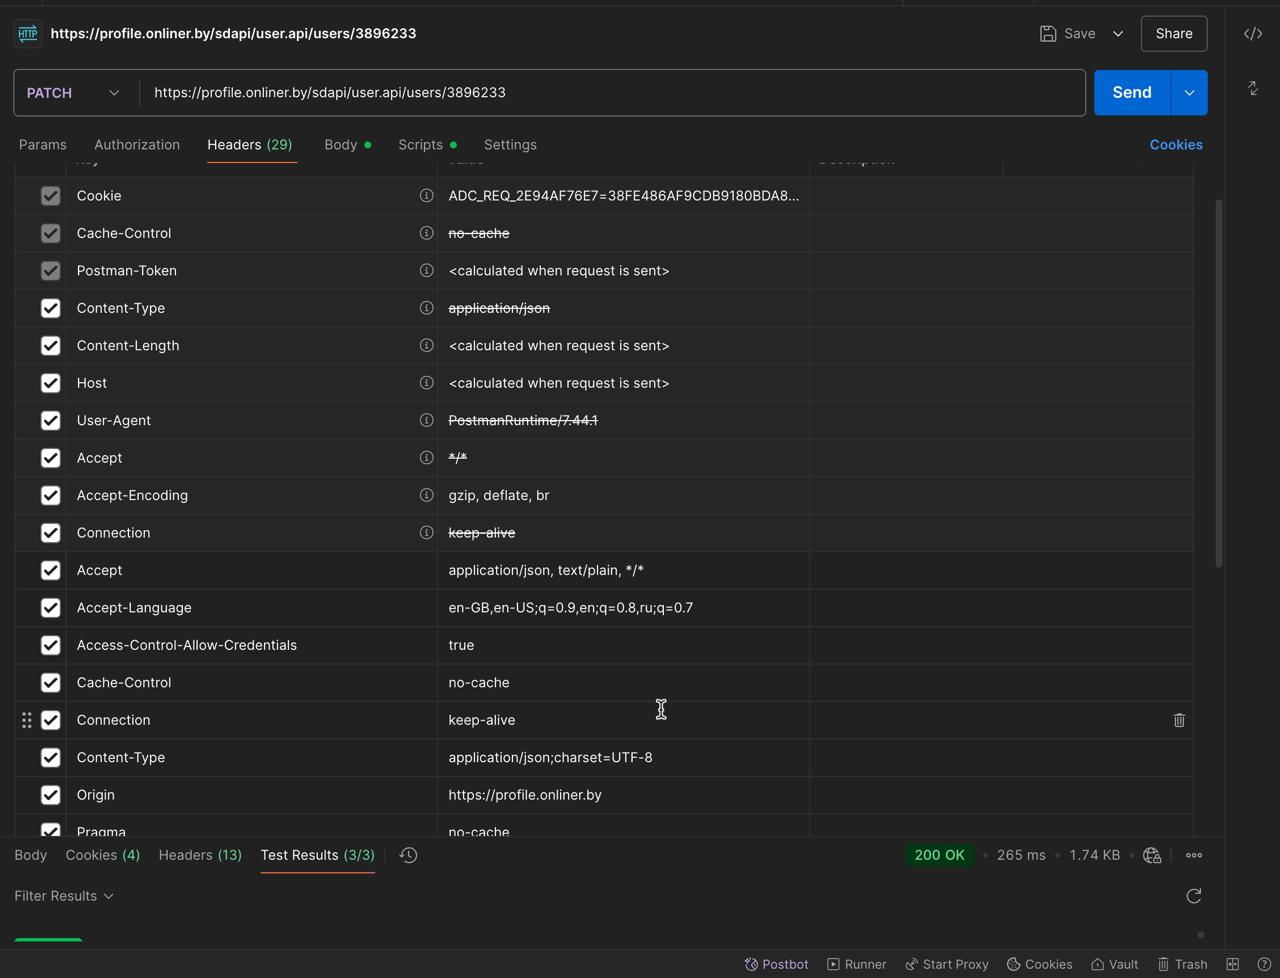 HTTP https://profile.onliner.by/sdapi/user.api/users/3896233 Save Share </>
PATCH https://profile.onliner.by/sdapi/user.api/users/3896233 Send
Params Authorization Headers (29) Body Scripts Settings Cookies
Key Value Description
Cookie ADC_REQ_2E94AF76E7=38FE486AF9CDB9180BDA8...
Cache-Control no-cache
Postman-Token <calculated when request is sent>
Content-Type application/json
Content-Length <calculated when request is sent>
Host <calculated when request is sent>
User-Agent PostmanRuntime/7.44.1
Accept */*
Accept-Encoding gzip, deflate, br
Connection keep-alive
Accept application/json, text/plain, */*
Accept-Language en-GB,en-US;q=0.9,en;q=0.8,ru;q=0.7
Access-Control-Allow-Credentials true
Cache-Control no-cache
Connection keep-alive
Content-Type application/json;charset=UTF-8
Origin https://profile.onliner.by
Pragma no-cache
Body Cookies (4) Headers (13) Test Results (3/3) 200 OK • 265 ms • 1.74 KB •
Filter Results
Postbot Runner Start Proxy Cookies Vault Trash